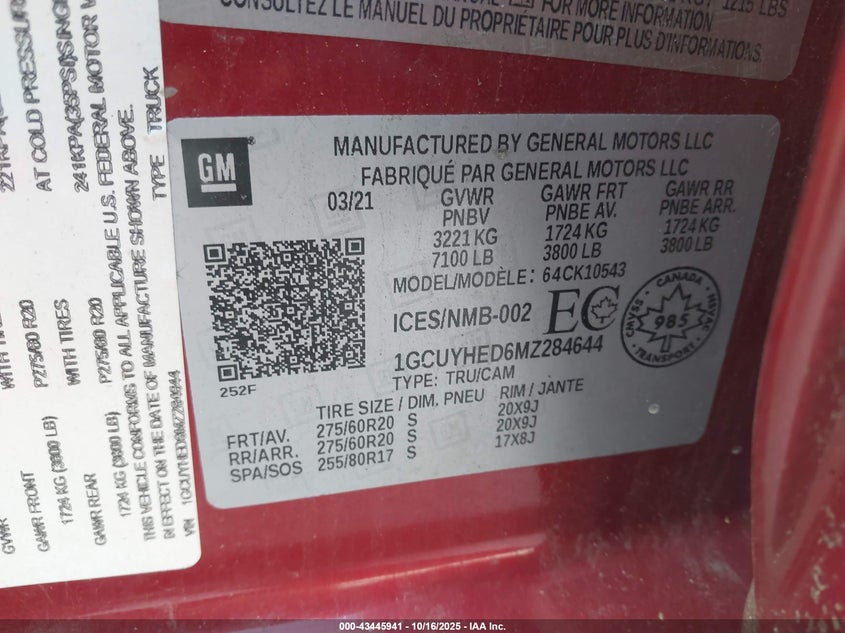 1215 LBS
FOR MORE INFORMATION
CONSULTEZ LE MANUEL DU PROPRIÉTAIRE POUR PLUS D'INFORMATIONS.
GM
MANUFACTURED BY GENERAL MOTORS LLC
FABRIQUÉ PAR GENERAL MOTORS LLC
03/21 GVWR GAWR FRT GAWR RR
PNBV PNBE AV. PNBE ARR.
3221 KG 1724 KG 1724 KG
7100 LB 3800 LB 3800 LB
MODEL/MODÈLE: 64CK10543
ICES/NMB-002 EC
CANADA
985
1GCUYHED6MZ284644
TYPE: TRU/CAM
252F
TIRE SIZE / DIM. PNEU RIM / JANTE
FRT/AV. 275/60R20 S 20X9J
RR/ARR. 275/60R20 S 20X9J
SPA/SOS 255/80R17 S 17X8J
AT COLD PRESSURE
WITH TIRES
GVWR
GAWR FRONT
1724 KG (3800 LB)
P275/60 R20
GAWR REAR
WITH TIRES
1724 KG (3800 LB)
P275/60 R20
THIS VEHICLE CONFORMS TO ALL APPLICABLE U.S. FEDERAL MOTOR V
IN EFFECT ON THE DATE OF MANUFACTURE SHOWN ABOVE.
TYPE TRUCK
000-43445941 - 10/16/2025 - IAA Inc.